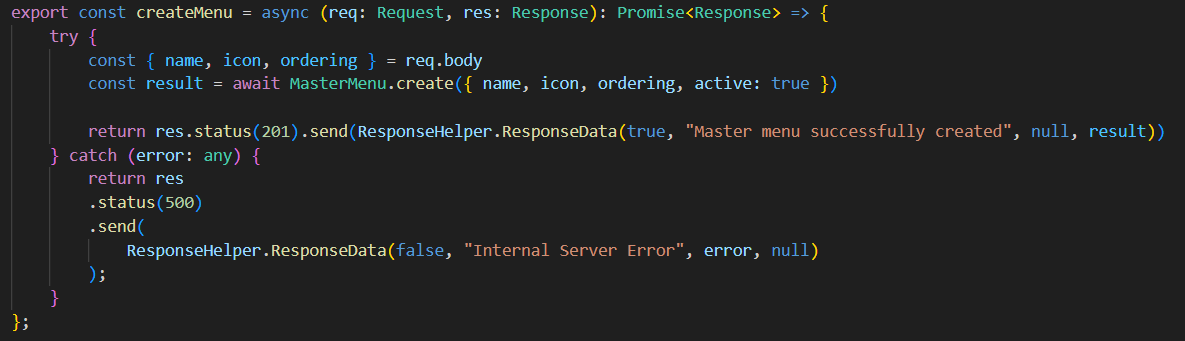 export const createMenu = async (req: Request, res: Response): Promise<Response> => {
    try {
        const { name, icon, ordering } = req.body
        const result = await MasterMenu.create({ name, icon, ordering, active: true })

        return res.status(201).send(ResponseHelper.ResponseData(true, "Master menu successfully created", null, result))
    } catch (error: any) {
        return res
        .status(500)
        .send(
            ResponseHelper.ResponseData(false, "Internal Server Error", error, null)
        );
    }
};